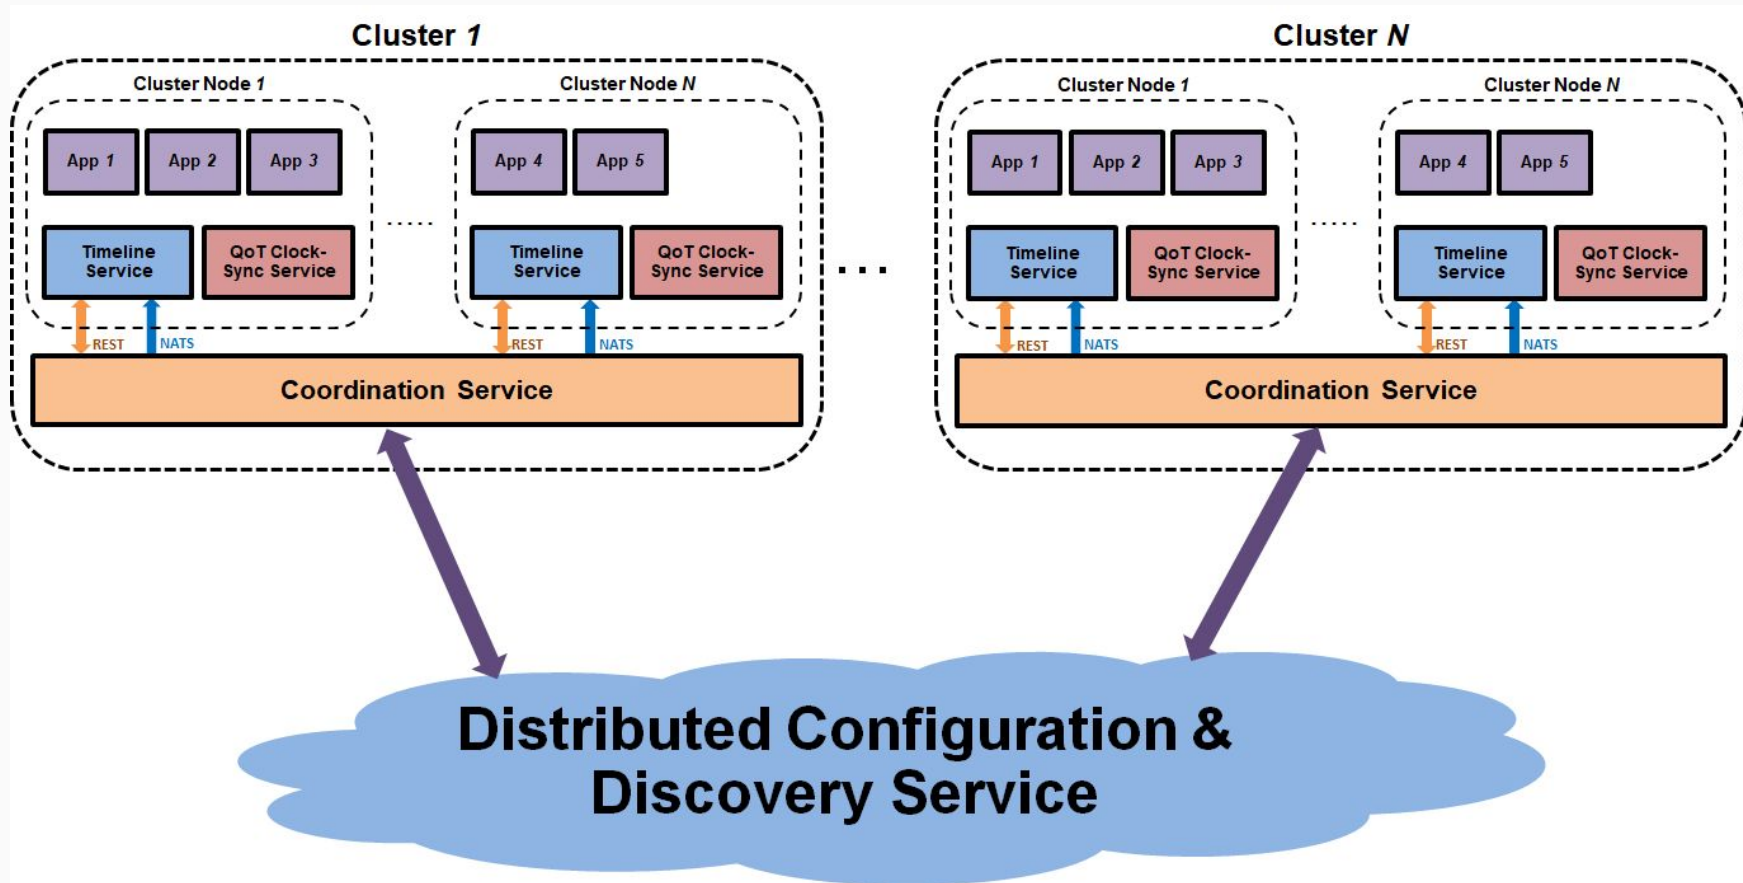 Cluster 1
Cluster N
Cluster Node 1
Cluster Node N
Cluster Node 1
Cluster Node N
App 1
App 2
App 3
App 4
App 5
App 1
App 2
App 3
App 4
App 5
Timeline
Service
QoT Clock-
Sync Service
.....
Timeline
Service
QoT Clock-
Sync Service
...
Timeline
Service
QoT Clock-
Sync Service
.....
Timeline
Service
QoT Clock-
Sync Service
REST
NATS
REST
NATS
REST
NATS
REST
NATS
Coordination Service
Coordination Service
Distributed Configuration &
Discovery Service